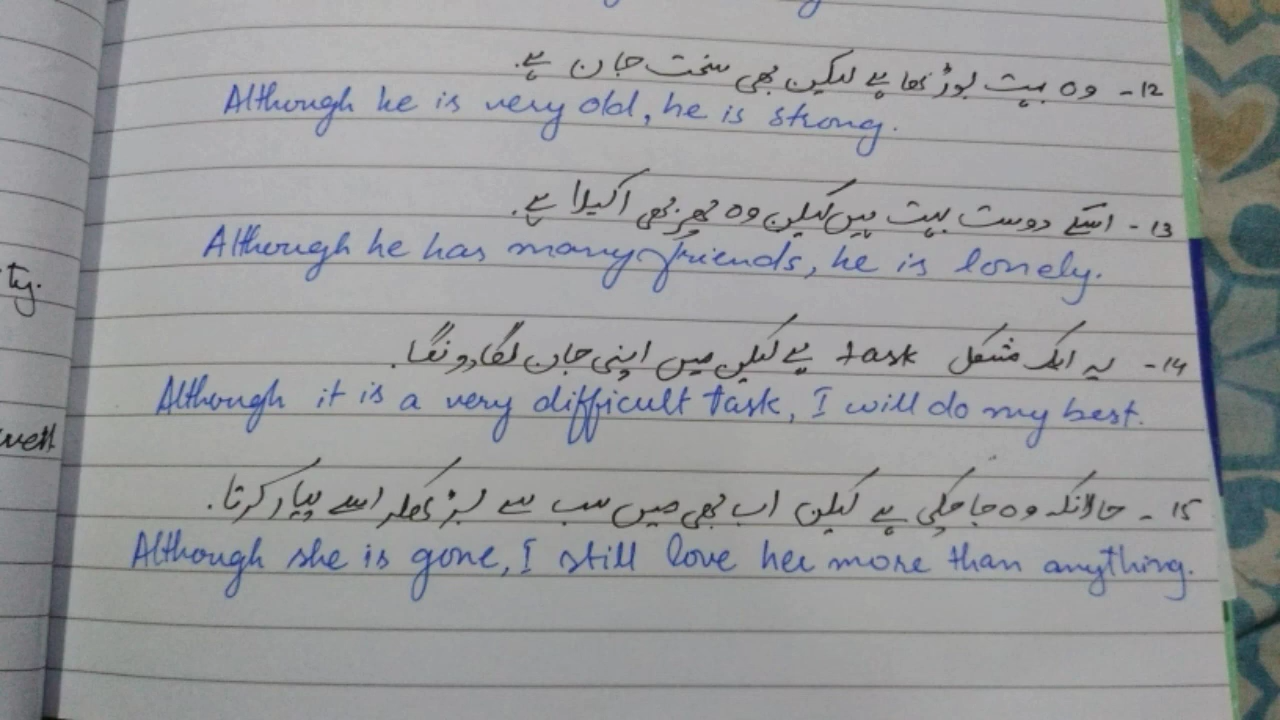 12- وہ بہت بوڑھا ہے لیکن بھی سخت جان ہے۔
Although he is very old, he is strong.
13- اسکے دوست بہت ہیں لیکن وہ پھر بھی اکیلا ہے۔
Although he has many friends, he is lonely.
ty.
14- یہ ایک مشکل task ہے لیکن میں اپنی جان لگادونگا۔
Although it is a very difficult task, I will do my best.
well
15- حالانکہ وہ جاچکی ہے لیکن اب بھی میں سب سے بڑھکر اسے پیار کرتا۔
Although she is gone, I still love her more than anything.